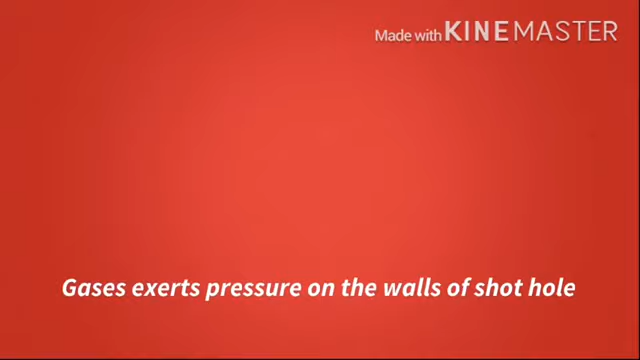 Made with KINEMASTER
Gases exerts pressure on the walls of shot hole